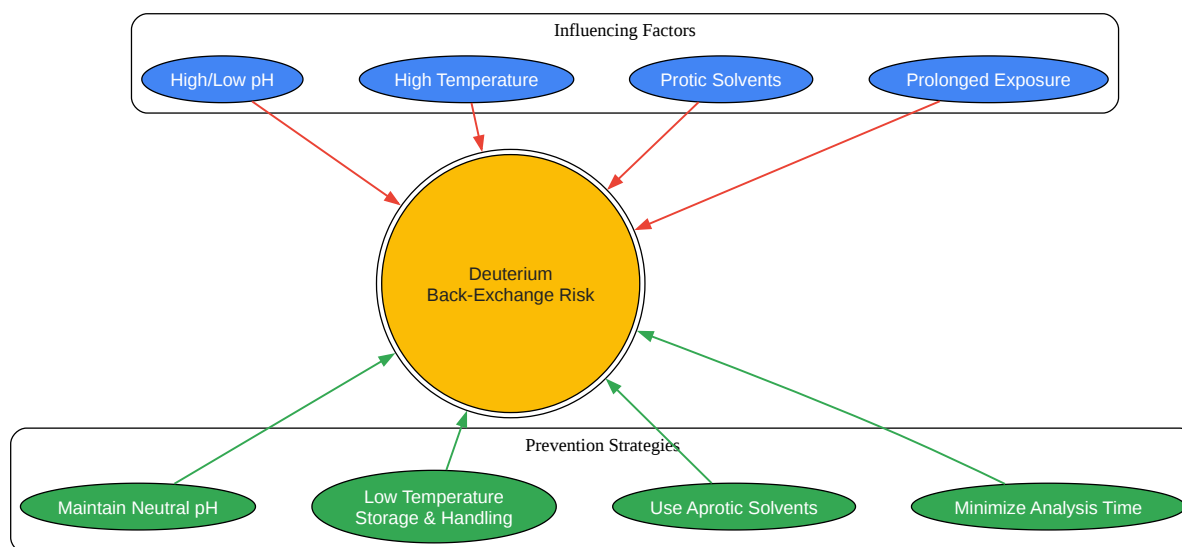 Influencing Factors
High/Low pH
High Temperature
Protic Solvents
Prolonged Exposure
Deuterium
Back-Exchange Risk
Prevention Strategies
Maintain Neutral pH
Low Temperature
Storage & Handling
Use Aprotic Solvents
Minimize Analysis Time